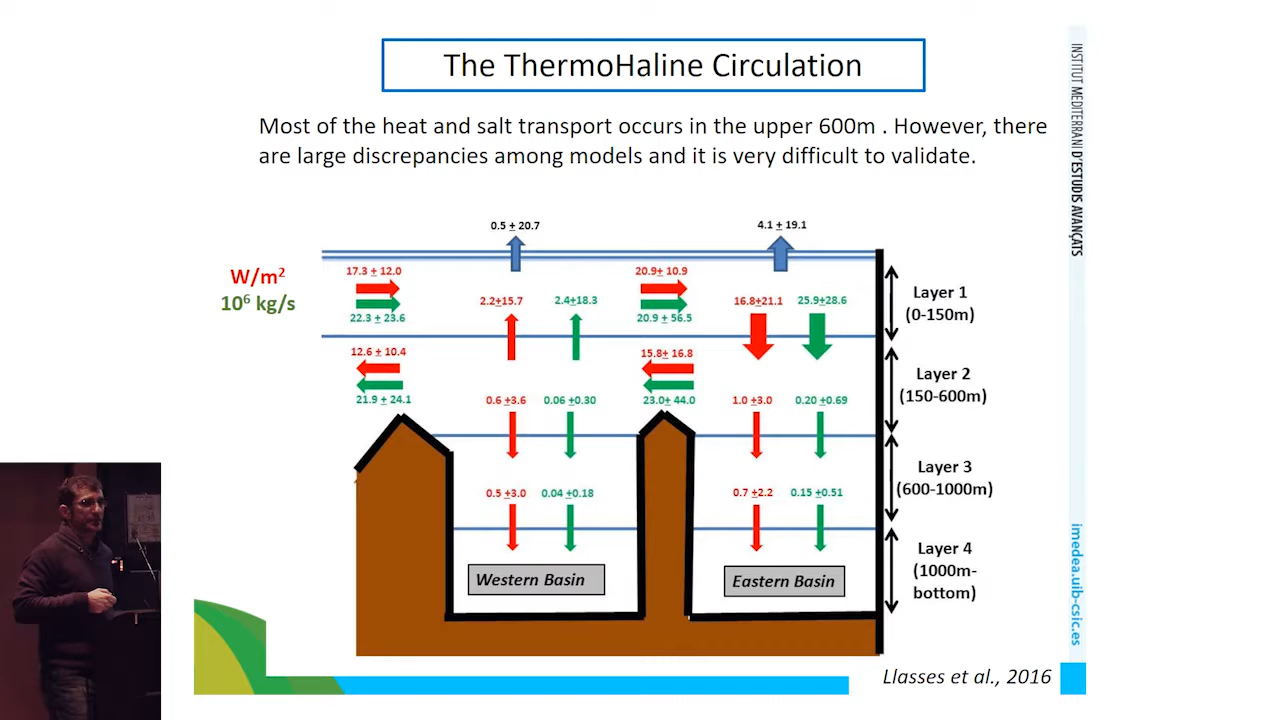 The ThermoHaline Circulation
Most of the heat and salt transport occurs in the upper 600m . However, there
are large discrepancies among models and it is very difficult to validate.
0.5 + 20.7
4.1 + 19.1
W/m²
10⁶ kg/s
17.3 + 12.0
22.3 + 23.6
2.2+15.7
2.4+18.3
20.9+ 10.9
20.9 + 56.5
16.8+21.1
25.9+28.6
Layer 1
(0-150m)
12.6 + 10.4
21.9 + 24.1
15.8+ 16.8
23.0+ 44.0
Layer 2
(150-600m)
0.6 +3.6
0.06 +0.30
1.0 +3.0
0.20 +0.69
Layer 3
(600-1000m)
0.5 +3.0
0.04 +0.18
0.7 +2.2
0.15 +0.51
Layer 4
(1000m-
bottom)
Western Basin
Eastern Basin
Llasses et al., 2016
INSTITUT MEDITERRANI D'ESTUDIS AVANÇATS
imedea.uib-csic.es